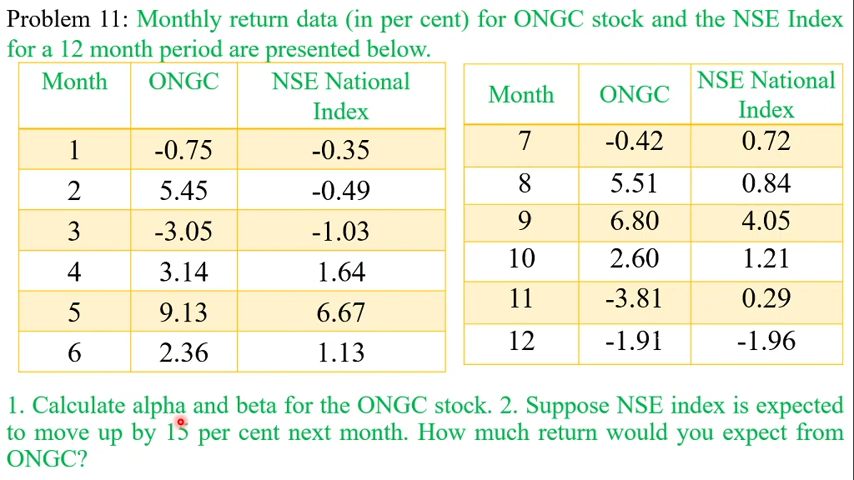 Problem 11: Monthly return data (in per cent) for ONGC stock and the NSE Index
for a 12 month period are presented below.
Month ONGC NSE National
Index
1 -0.75 -0.35
2 5.45 -0.49
3 -3.05 -1.03
4 3.14 1.64
5 9.13 6.67
6 2.36 1.13
Month ONGC NSE National
Index
7 -0.42 0.72
8 5.51 0.84
9 6.80 4.05
10 2.60 1.21
11 -3.81 0.29
12 -1.91 -1.96
1. Calculate alpha and beta for the ONGC stock. 2. Suppose NSE index is expected
to move up by 15 per cent next month. How much return would you expect from
ONGC?